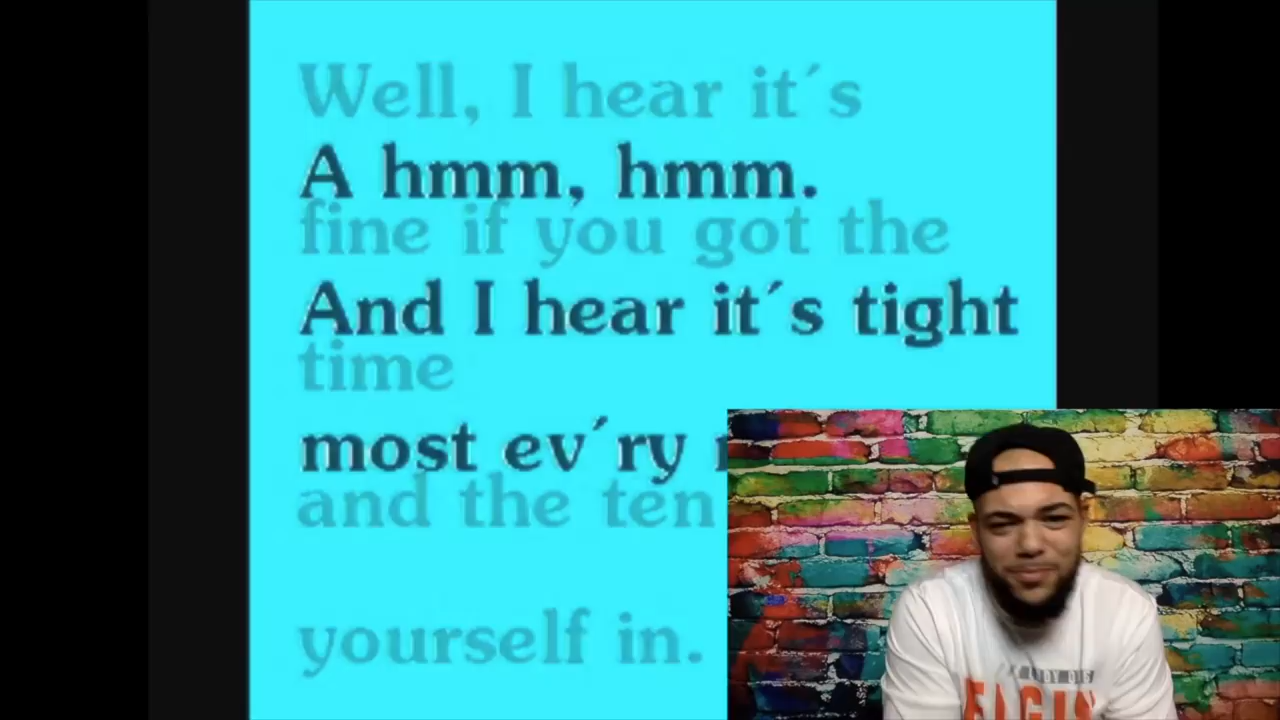 Well, I hear it´s
A hmm, hmm.
fine if you got the
And I hear it´s tight
time
most ev´ry
and the ten
yourself in.